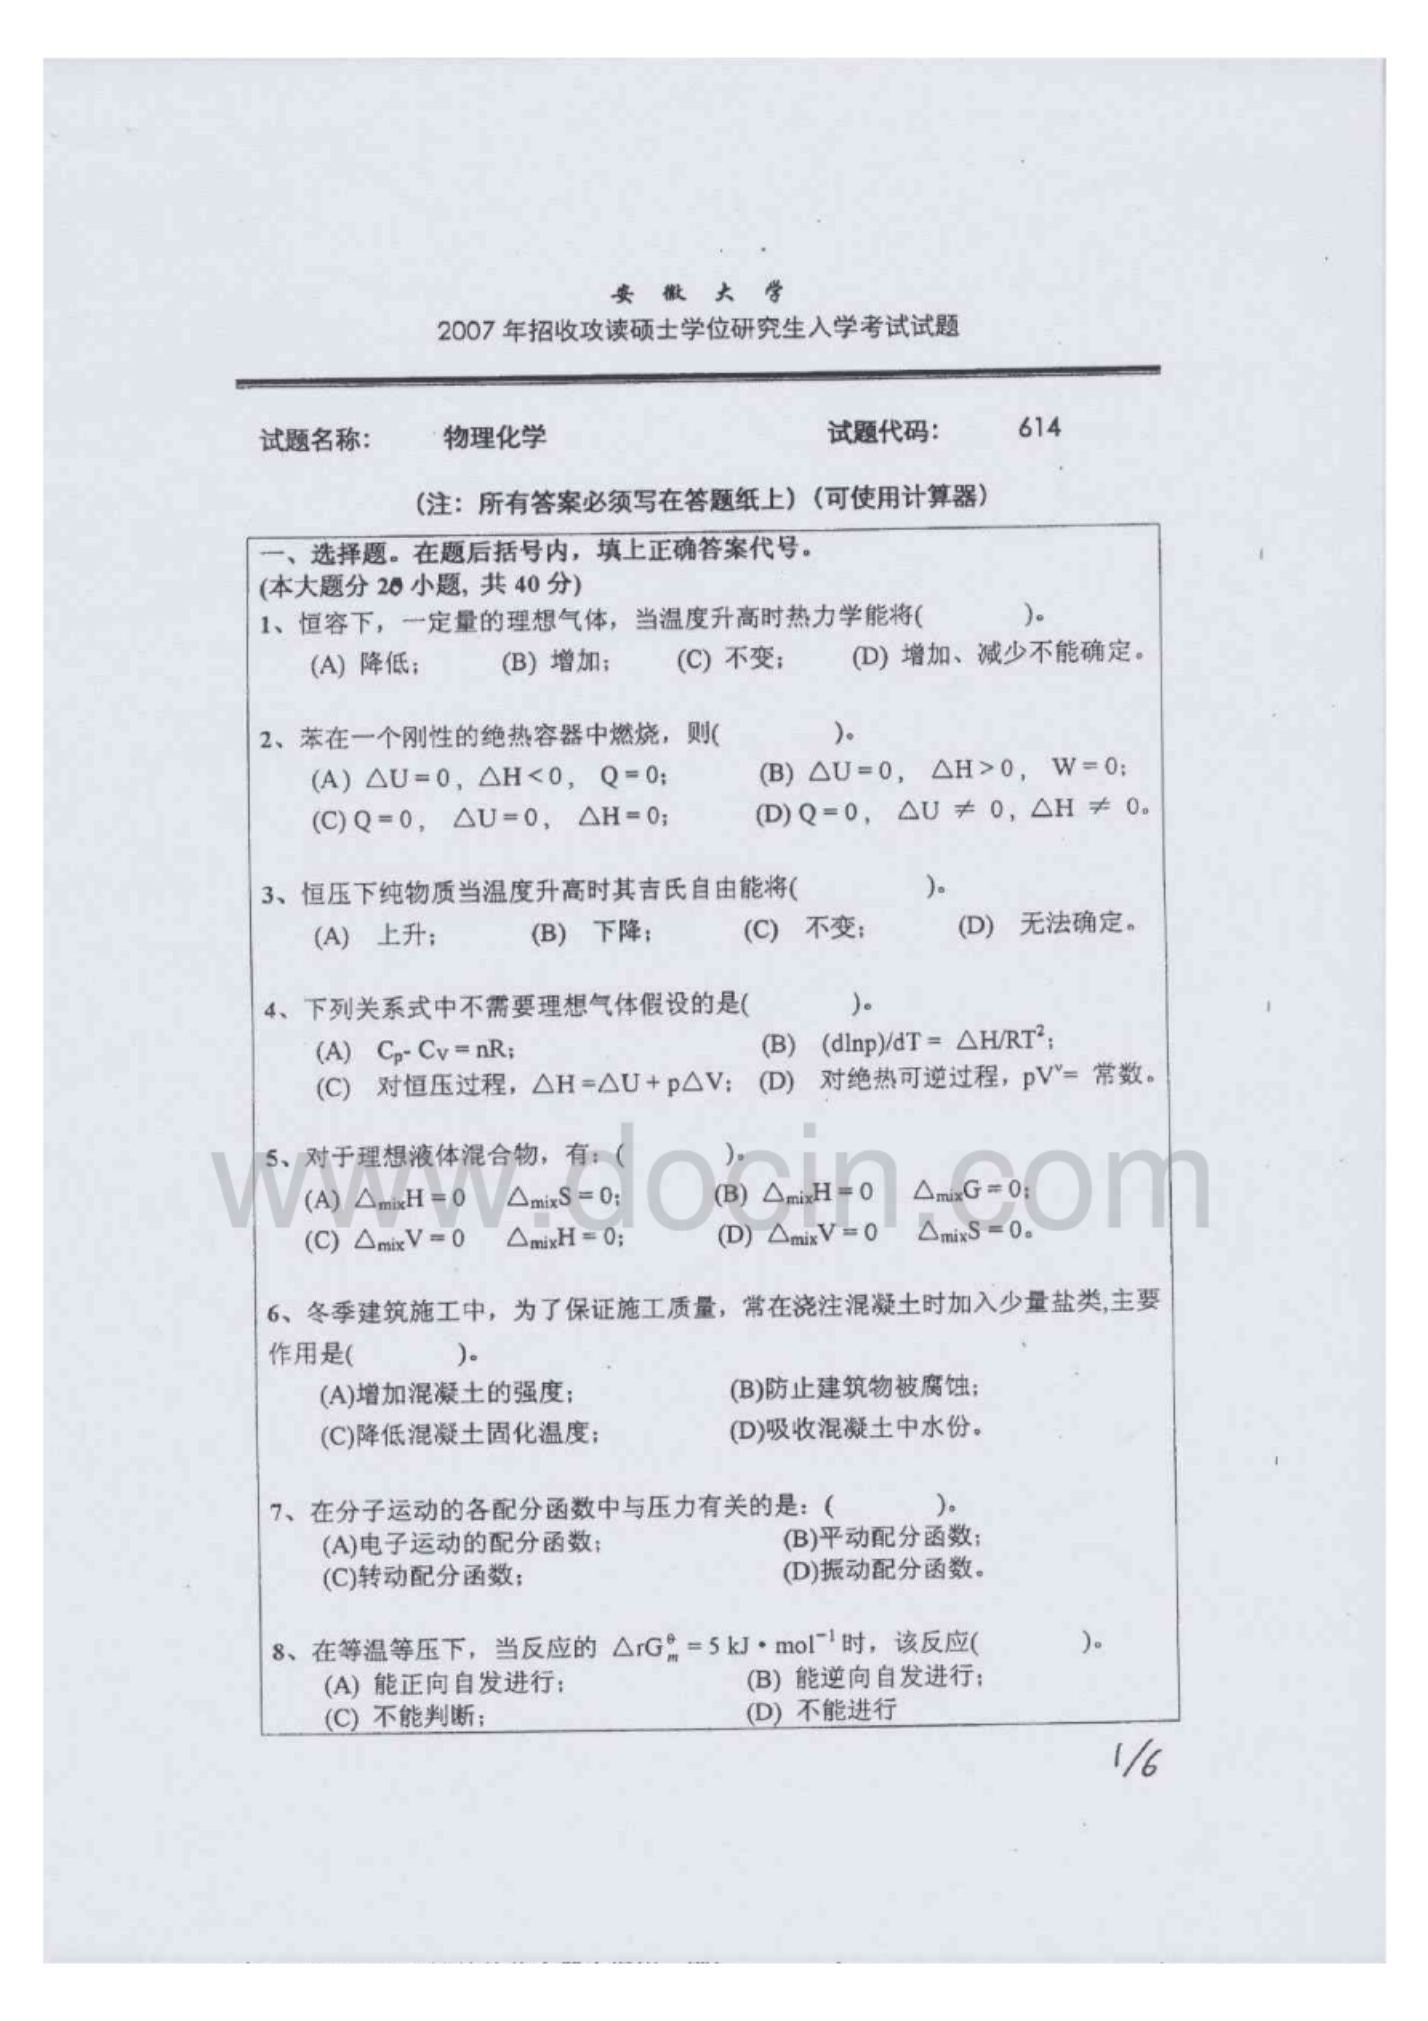 安 徽 大 学
2007 年招收攻读硕士学位研究生入学考试试题
试题名称： 物理化学 试题代码： 614
（注：所有答案必须写在答题纸上）（可使用计算器）
一、选择题。在题后括号内，填上正确答案代号。
(本大题分 20 小题, 共 40 分)
1、恒容下，一定量的理想气体，当温度升高时热力学能将( )。
(A) 降低； (B) 增加； (C) 不变； (D) 增加、减少不能确定。
2、苯在一个刚性的绝热容器中燃烧，则( )。
(A) △U = 0，△H < 0， Q = 0； (B) △U = 0， △H > 0， W = 0；
(C) Q = 0， △U = 0， △H = 0； (D) Q = 0， △U ≠ 0，△H ≠ 0。
3、恒压下纯物质当温度升高时其吉氏自由能将( )。
(A) 上升； (B) 下降； (C) 不变； (D) 无法确定。
4、下列关系式中不需要理想气体假设的是( )。
(A) Cp- CV = nR； (B) (dlnp)/dT = △H/RT²；
(C) 对恒压过程，△H =△U + p△V； (D) 对绝热可逆过程，pVᵞ= 常数。
5、对于理想液体混合物，有：( )。
(A) △mixH = 0 △mixS = 0； (B) △mixH = 0 △mixG = 0；
(C) △mixV = 0 △mixH = 0； (D) △mixV = 0 △mixS = 0。
6、冬季建筑施工中，为了保证施工质量，常在浇注混凝土时加入少量盐类,主要
作用是( )。
(A)增加混凝土的强度； (B)防止建筑物被腐蚀；
(C)降低混凝土固化温度； (D)吸收混凝土中水份。
7、在分子运动的各配分函数中与压力有关的是：( )。
(A)电子运动的配分函数； (B)平动配分函数；
(C)转动配分函数； (D)振动配分函数。
8、在等温等压下，当反应的 △rGmθ = 5 kJ·mol⁻¹ 时，该反应( )。
(A) 能正向自发进行； (B) 能逆向自发进行；
(C) 不能判断； (D) 不能进行
1/6
www.docin.com